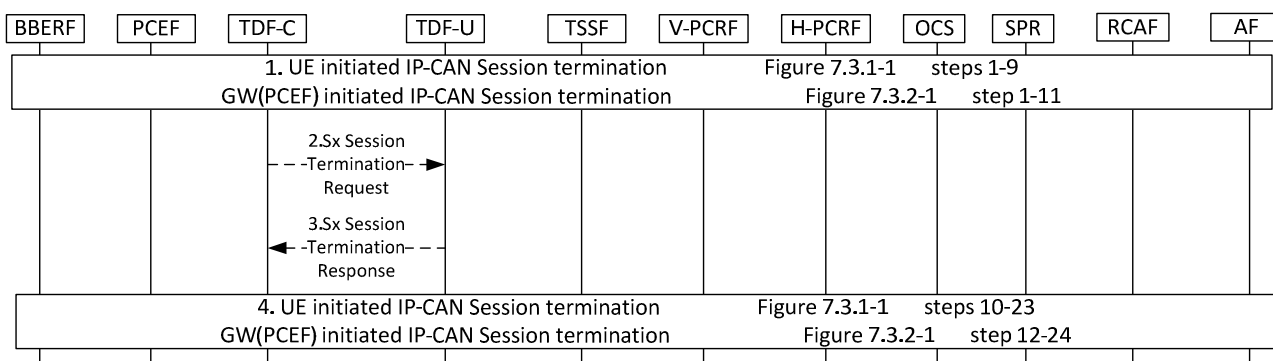 BBERF PCEF TDF-C TDF-U TSSF V-PCRF H-PCRF OCS SPR RCAF AF
1. UE initiated IP-CAN Session termination Figure 7.3.1-1 steps 1-9
GW(PCEF) initiated IP-CAN Session termination Figure 7.3.2-1 step 1-11
2.Sx Session
Termination
Request
3.Sx Session
Termination
Response
4. UE initiated IP-CAN Session termination Figure 7.3.1-1 steps 10-23
GW(PCEF) initiated IP-CAN Session termination Figure 7.3.2-1 step 12-24